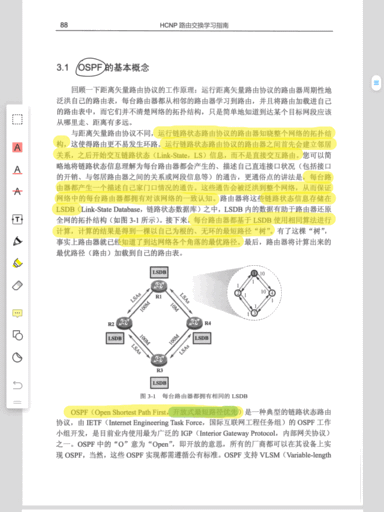 88
HCNP 路由交换学习指南
3.1 OSPF 的基本概念
回顾一下距离矢量路由协议的工作原理：运行距离矢量路由协议的路由器周期性地
泛洪自己的路由表，每台路由器都从相邻的路由器学习到路由，并且将路由加载进自己
的路由表中，而它们并不清楚网络的拓扑结构，只是简单地知道到达某个目标网段应该
从哪里走、距离有多远。
与距离矢量路由协议不同，运行链路状态路由协议的路由器知晓整个网络的拓扑结
构，这使得路由更不易发生环路。运行链路状态路由协议的路由器之间首先会建立邻居
关系，之后开始交互链路状态（Link-State，LS）信息，而不是直接交互路由。您可以简
略地将链路状态信息理解为每台路由器都会产生的、描述自己直连接口状况（包括接口
的开销、与邻居路由器之间的关系或网段信息等）的通告，更通俗点的讲法是，每台路由
器都产生一个描述自己家门口情况的通告。这些通告会被泛洪到整个网络，从而保证
网络中的每台路由器都拥有对该网络的一致认知。路由器将这些链路状态信息存储在
LSDB（Link-State Database，链路状态数据库）之中，LSDB 内的数据有助于路由器还原
全网的拓扑结构（如图 3-1 所示）。接下来，每台路由器都基于 LSDB 使用相同算法进行
计算，计算的结果是得到一棵以自己为根的、无环的最短路径“树”。有了这棵“树”，
事实上路由器就已经知道了到达网络各个角落的最优路径。最后，路由器将计算出来的
最优路径（路由）加载到自己的路由表。
LSDB
R1
LSAs
100M
10M
LSAs
10
1
1
10
R2
R4
LSDB
LSDB
LSAs
100M
100M
LSAs
R3
LSDB
图 3-1 每台路由器都拥有相同的 LSDB
OSPF（Open Shortest Path First，开放式最短路径优先）是一种典型的链路状态路由
协议，由 IETF（Internet Engineering Task Force，国际互联网工程任务组）的 OSPF 工作
小组开发，是目前业内使用最为广泛的 IGP（Interior Gateway Protocol，内部网关协议）
之一。OSPF 中的“O”意为“Open”，即开放的意思，所有的厂商都可以在其设备上实
现 OSPF，当然，这些 OSPF 实现都需遵循公有标准。OSPF 支持 VLSM（Variable-length